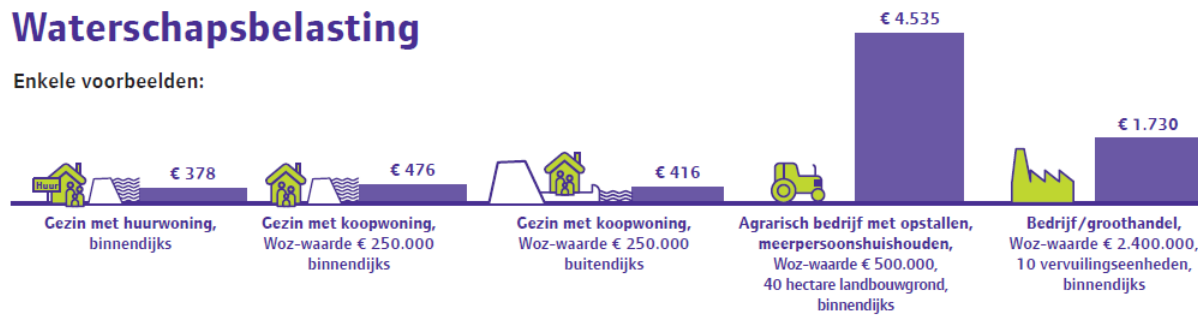 Waterschapsbelasting
Enkele voorbeelden:
€ 378
€ 476
€ 416
€ 4.535
€ 1.730
Huur
Gezin met huurwoning,
binnendijks
Gezin met koopwoning,
Woz-waarde € 250.000
binnendijks
Gezin met koopwoning,
Woz-waarde € 250.000
buitendijks
Agrarisch bedrijf met opstallen,
meerpersoonshuishouden,
Woz-waarde € 500.000,
40 hectare landbouwgrond,
binnendijks
Bedrijf/groothandel,
Woz-waarde € 2.400.000,
10 vervuilingseenheden,
binnendijks